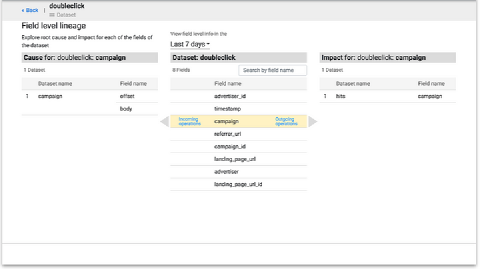 ‹ Back | doubleclick
Dataset
Field level lineage
Explore root cause and impact for each of the fields of
the dataset
View field level info in the
Last 7 days
Cause for: doubleclick: campaign
1 Dataset
Dataset name Field name
1 campaign offset
body
Dataset: doubleclick
8 Fields Search by field name
Field name
advertiser_id
timestamp
Incoming operations campaign Outgoing operations
referrer_url
campaign_id
landing_page_url
advertiser
landing_page_url_id
Impact for: doubleclick: campaign
1 Dataset
Dataset name Field name
1 hits campaign